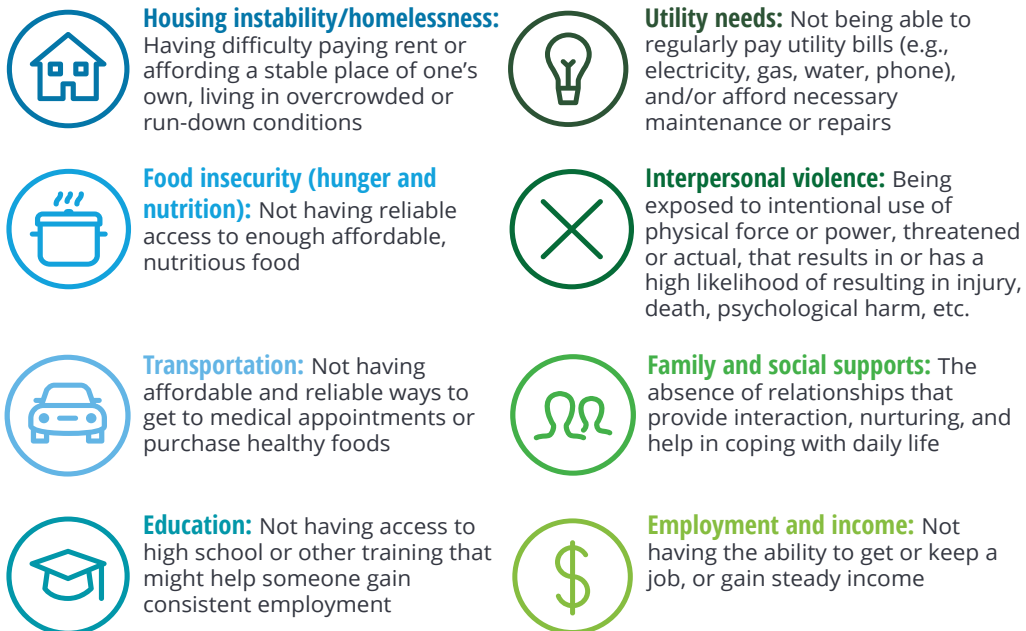 Housing instability/homelessness:
Having difficulty paying rent or
affording a stable place of one’s
own, living in overcrowded or
run-down conditions
Utility needs: Not being able to
regularly pay utility bills (e.g.,
electricity, gas, water, phone),
and/or afford necessary
maintenance or repairs
Food insecurity (hunger and
nutrition): Not having reliable
access to enough affordable,
nutritious food
Interpersonal violence: Being
exposed to intentional use of
physical force or power, threatened
or actual, that results in or has a
high likelihood of resulting in injury,
death, psychological harm, etc.
Transportation: Not having
affordable and reliable ways to
get to medical appointments or
purchase healthy foods
Family and social supports: The
absence of relationships that
provide interaction, nurturing, and
help in coping with daily life
Education: Not having access to
high school or other training that
might help someone gain
consistent employment
$
Employment and income: Not
having the ability to get or keep a
job, or gain steady income